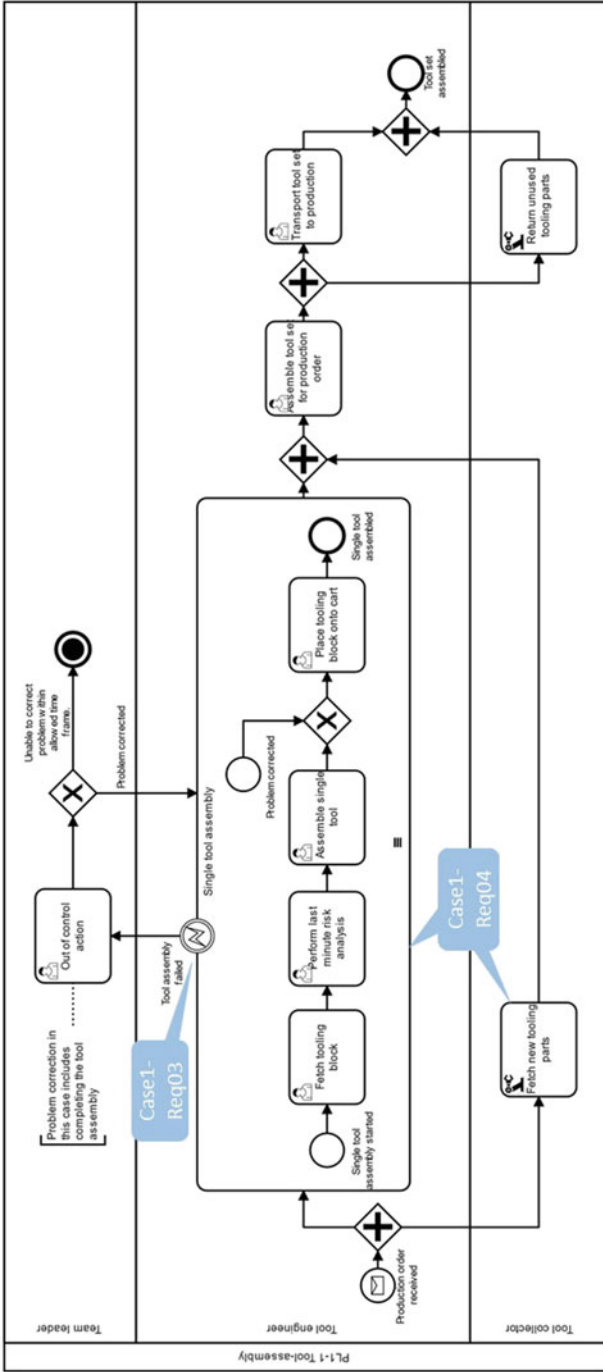 PL1-1 Tool-assembly
Team leader
Problem correction in
this case includes
completing the tool
assembly
Out of control
action
Unable to correct
problem within
allowed time
frame.
Problem corrected
Tool engineer
Production order
received
Tool assembly
failed
Single tool assembly
Case1-
Req03
Single tool
assembly started
Fetch tooling
block
Perform last
minute risk
analysis
Assemble single
tool
Problem corrected
Place tooling
block onto cart
Single tool
assembled
Assemble tool set
for production
order
Transport tool set
to production
Tool set
assembled
Case1-
Req04
Tool collector
Fetch new tooling
parts
Return unused
tooling parts